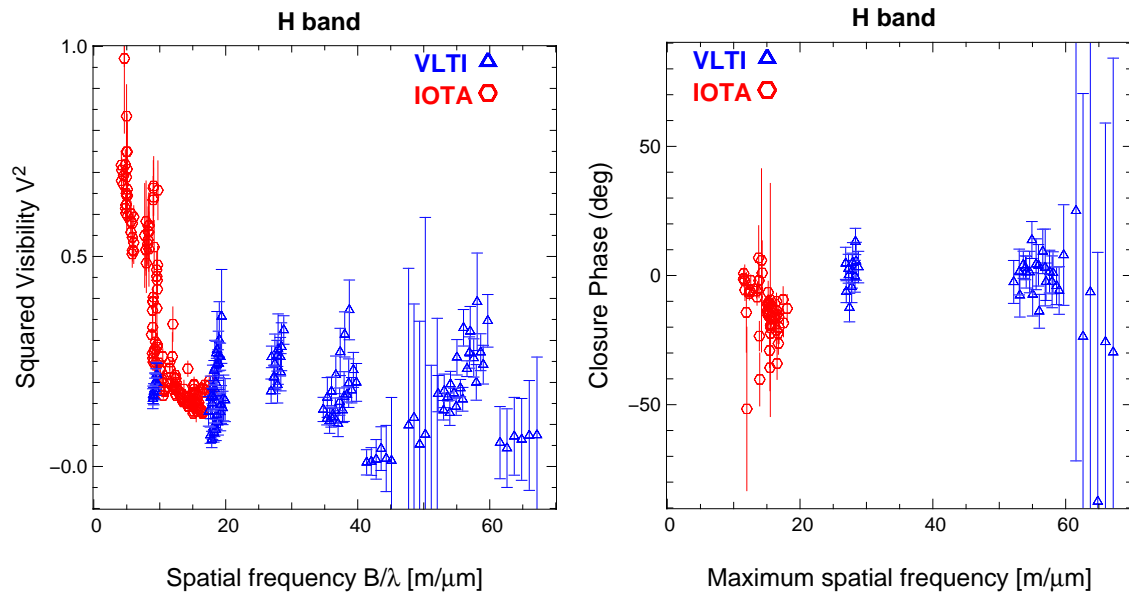 H band
VLTI
IOTA
1.0
0.5
−0.0
0
20
40
60
Squared Visibility V²
Spatial frequency B/λ [m/μm]
H band
VLTI
IOTA
50
0
−50
0
20
40
60
Closure Phase (deg)
Maximum spatial frequency [m/μm]